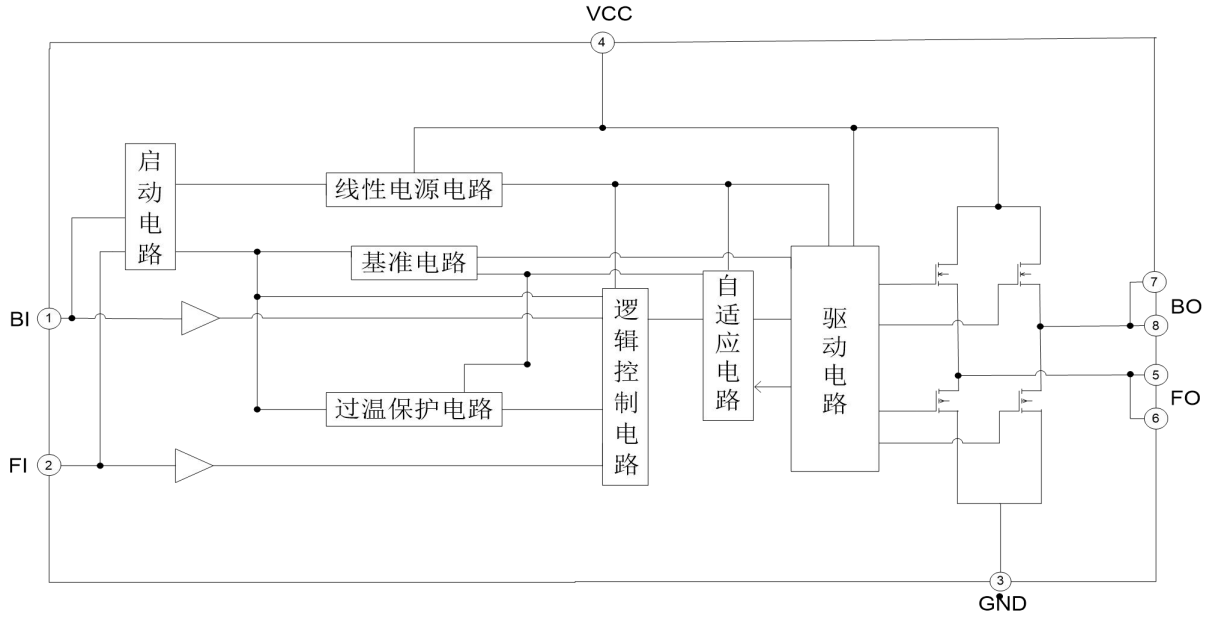 VCC
4
启动电路
线性电源电路
基准电路
自适应电路
7
BO
BI
1
逻辑控制电路
驱动电路
8
5
过温保护电路
FO
6
FI
2
3
GND